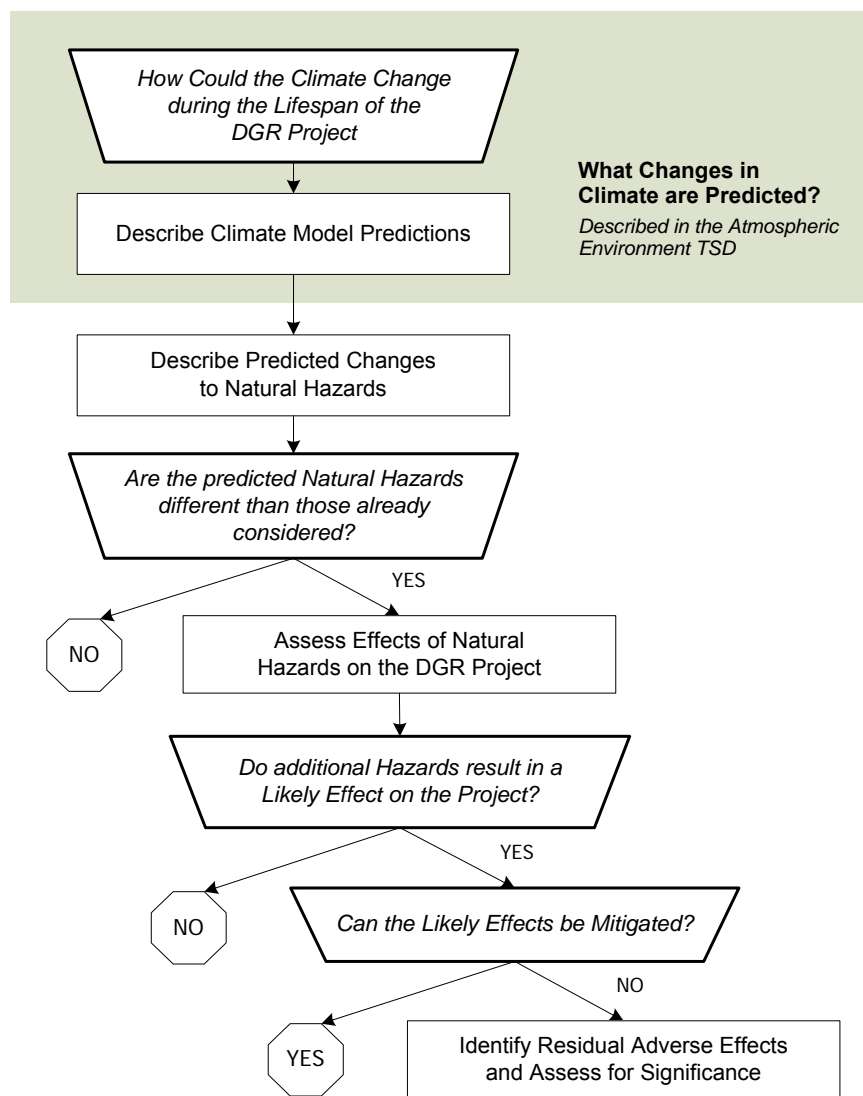 How Could the Climate Change
during the Lifespan of the
DGR Project
What Changes in
Climate are Predicted?
Described in the Atmospheric
Environment TSD
Describe Climate Model Predictions
Describe Predicted Changes
to Natural Hazards
Are the predicted Natural Hazards
different than those already
considered?
YES
NO
Assess Effects of Natural
Hazards on the DGR Project
Do additional Hazards result in a
Likely Effect on the Project?
YES
NO
Can the Likely Effects be Mitigated?
NO
YES
Identify Residual Adverse Effects
and Assess for Significance